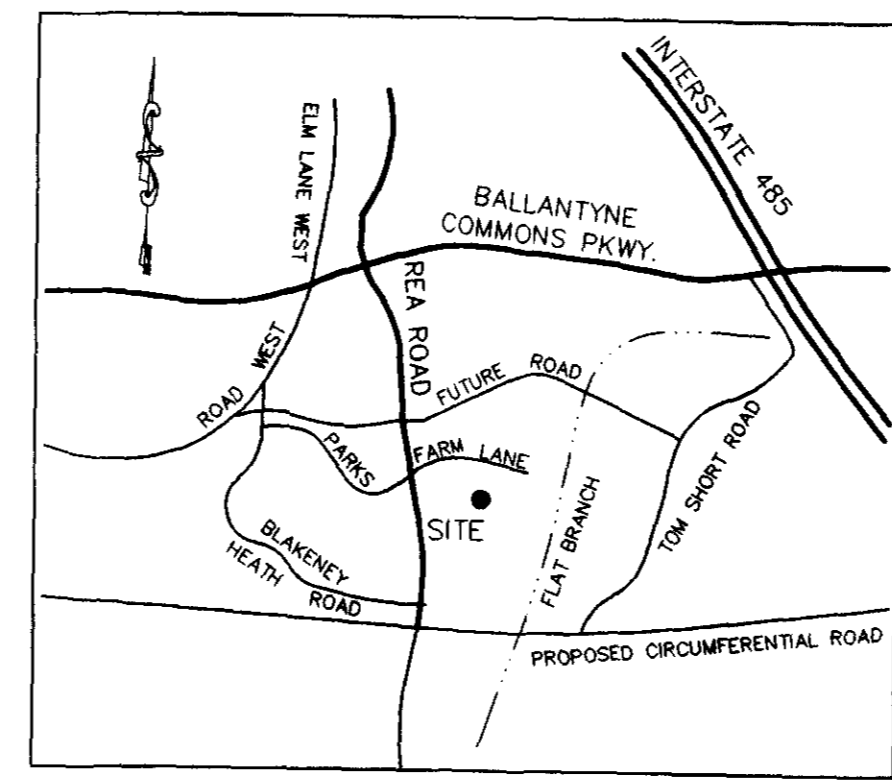 INTERSTATE 485
ELM LANE WEST
BALLANTYNE
COMMONS PKWY.
REA ROAD
ROAD WEST
FUTURE ROAD
PARKS FARM LANE
SITE
TOM SHORT ROAD
FLAT BRANCH
BLAKENEY
HEATH ROAD
PROPOSED CIRCUMFERENTIAL ROAD